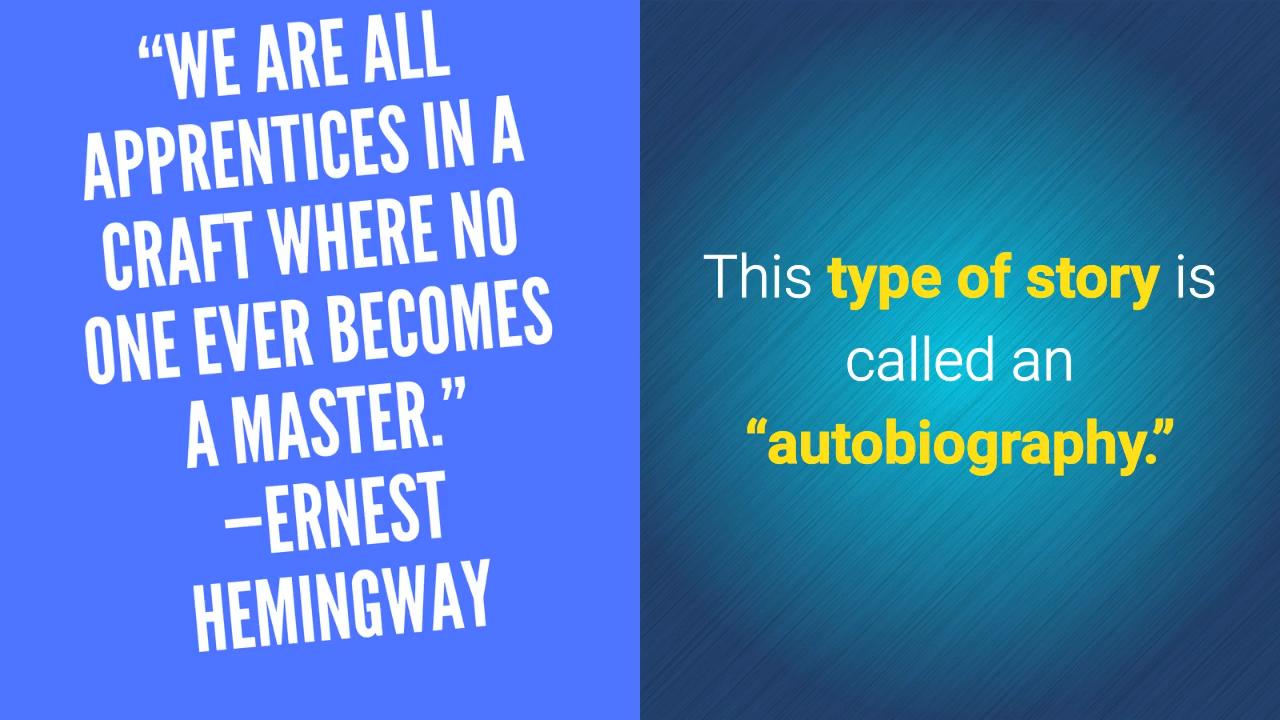 “WE ARE ALL
APPRENTICES IN A
CRAFT WHERE NO
ONE EVER BECOMES
A MASTER.”
–ERNEST
HEMINGWAY
This type of story is
called an
“autobiography.”